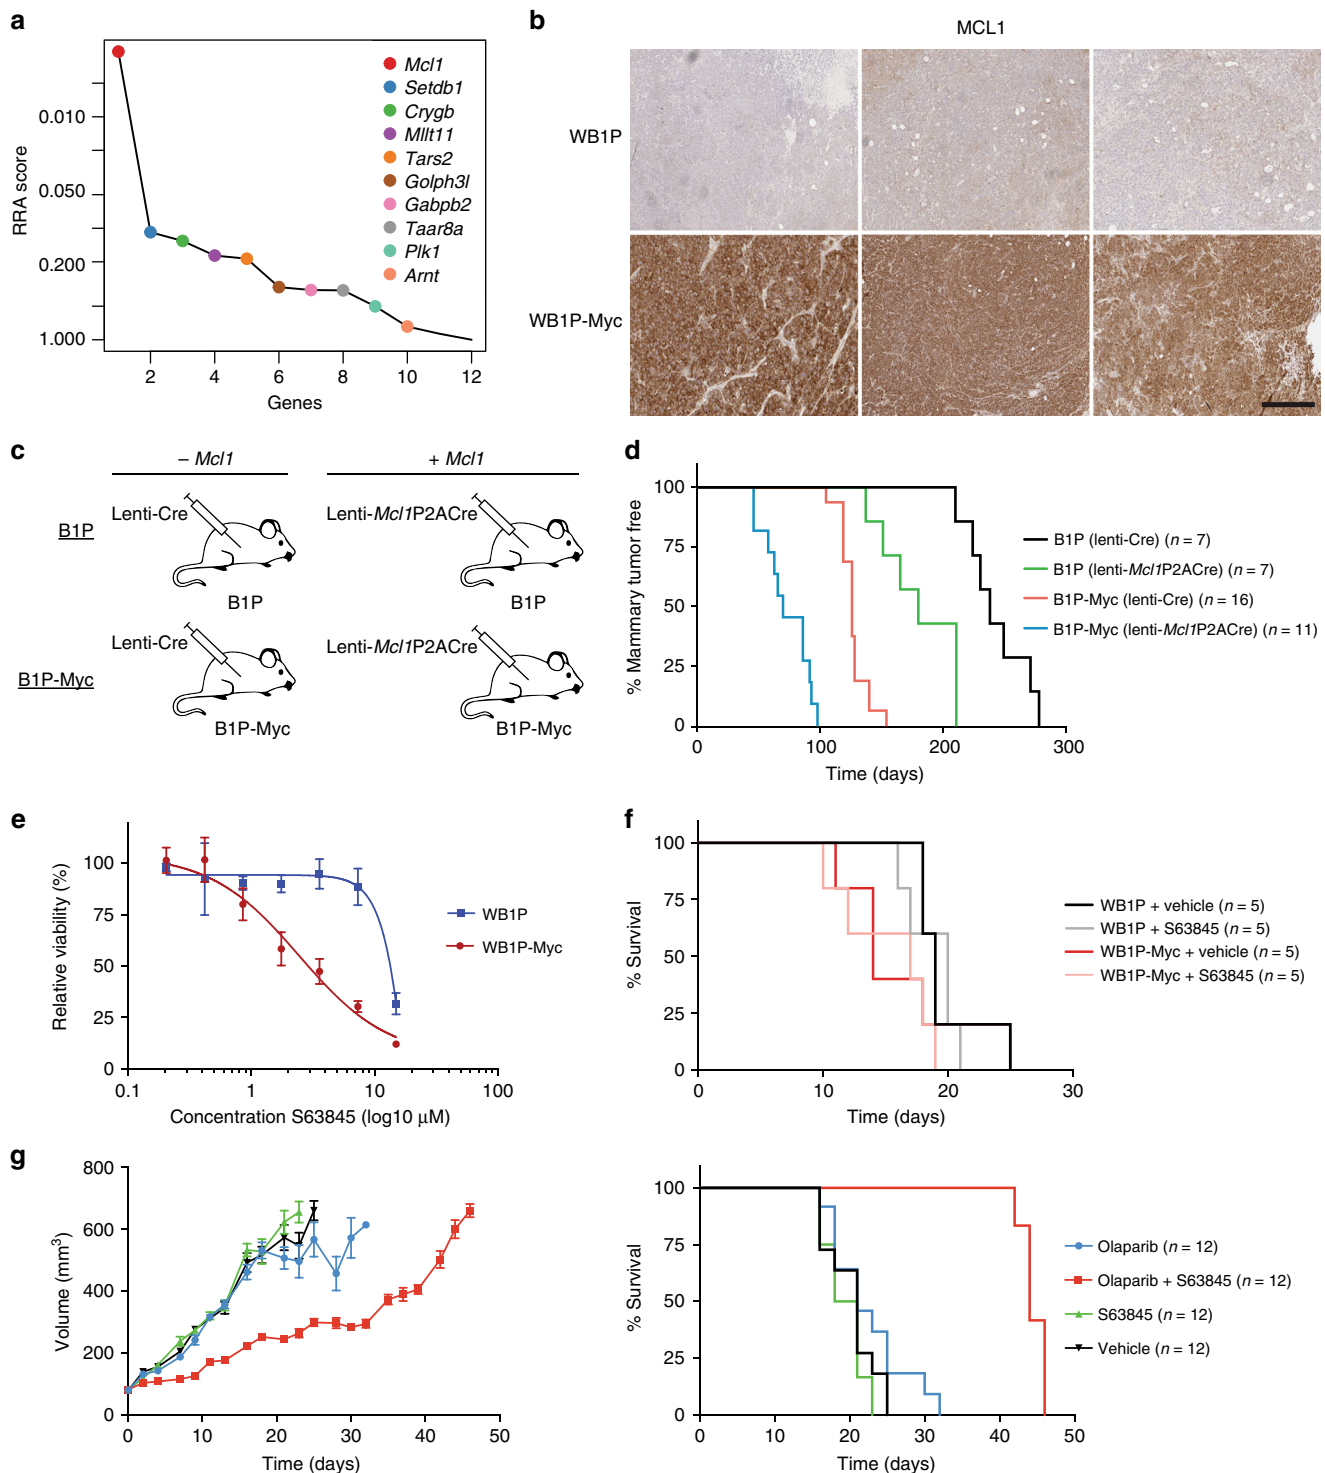 a
RRA score
0.010
0.050
0.200
1.000
2 4 6 8 10 12
Genes
Mcl1
Setdb1
Crygb
Mllt11
Tars2
Golph3l
Gabpb2
Taar8a
Plk1
Arnt
b
MCL1
WB1P
WB1P-Myc
c
– Mcl1
+ Mcl1
B1P
Lenti-Cre
B1P
Lenti-Mcl1P2ACre
B1P
B1P-Myc
Lenti-Cre
B1P-Myc
Lenti-Mcl1P2ACre
B1P-Myc
d
% Mammary tumor free
100
75
50
25
0
0 100 200 300
Time (days)
B1P (lenti-Cre) (n = 7)
B1P (lenti-Mcl1P2ACre) (n = 7)
B1P-Myc (lenti-Cre) (n = 16)
B1P-Myc (lenti-Mcl1P2ACre) (n = 11)
e
Relative viability (%)
100
75
50
25
0
0.1 1 10 100
Concentration S63845 (log10 µM)
WB1P
WB1P-Myc
f
% Survival
100
75
50
25
0
0 10 20 30
Time (days)
WB1P + vehicle (n = 5)
WB1P + S63845 (n = 5)
WB1P-Myc + vehicle (n = 5)
WB1P-Myc + S63845 (n = 5)
g
Volume (mm³)
800
600
400
200
0
0 10 20 30 40 50
Time (days)
% Survival
100
75
50
25
0
0 10 20 30 40 50
Time (days)
Olaparib (n = 12)
Olaparib + S63845 (n = 12)
S63845 (n = 12)
Vehicle (n = 12)